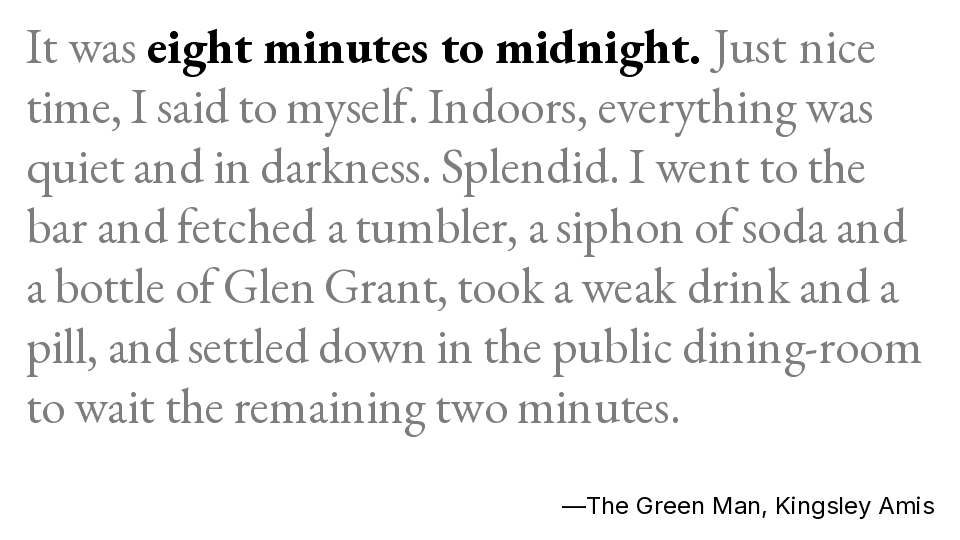 It was eight minutes to midnight. Just nice
time, I said to myself. Indoors, everything was
quiet and in darkness. Splendid. I went to the
bar and fetched a tumbler, a siphon of soda and
a bottle of Glen Grant, took a weak drink and a
pill, and settled down in the public dining-room
to wait the remaining two minutes.
—The Green Man, Kingsley Amis